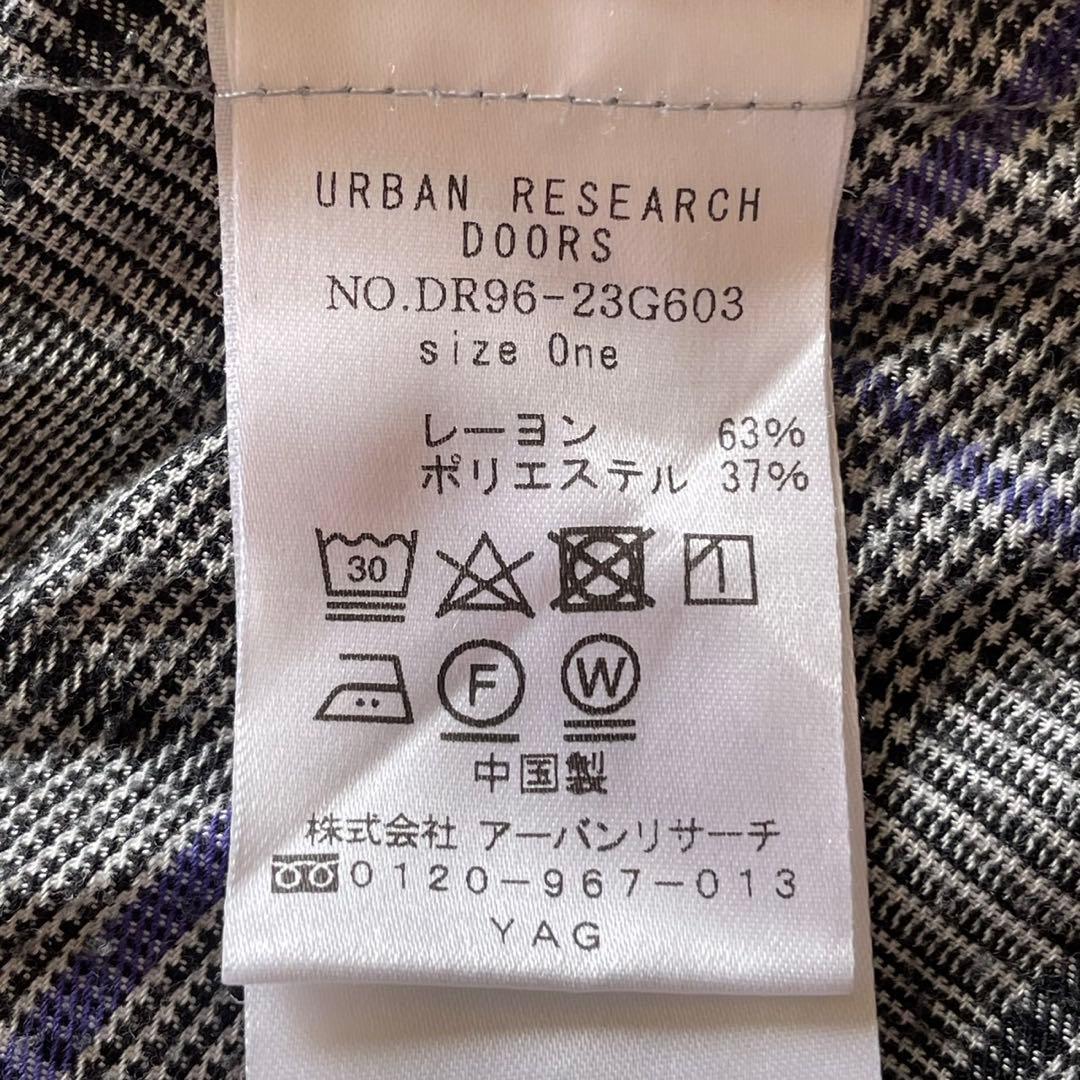 URBAN RESEARCH
DOORS
NO.DR96-23G603
size One
レーヨン 63%
ポリエステル 37%
30
F W
中国製
株式会社 アーバンリサーチ
0120-967-013
YAG